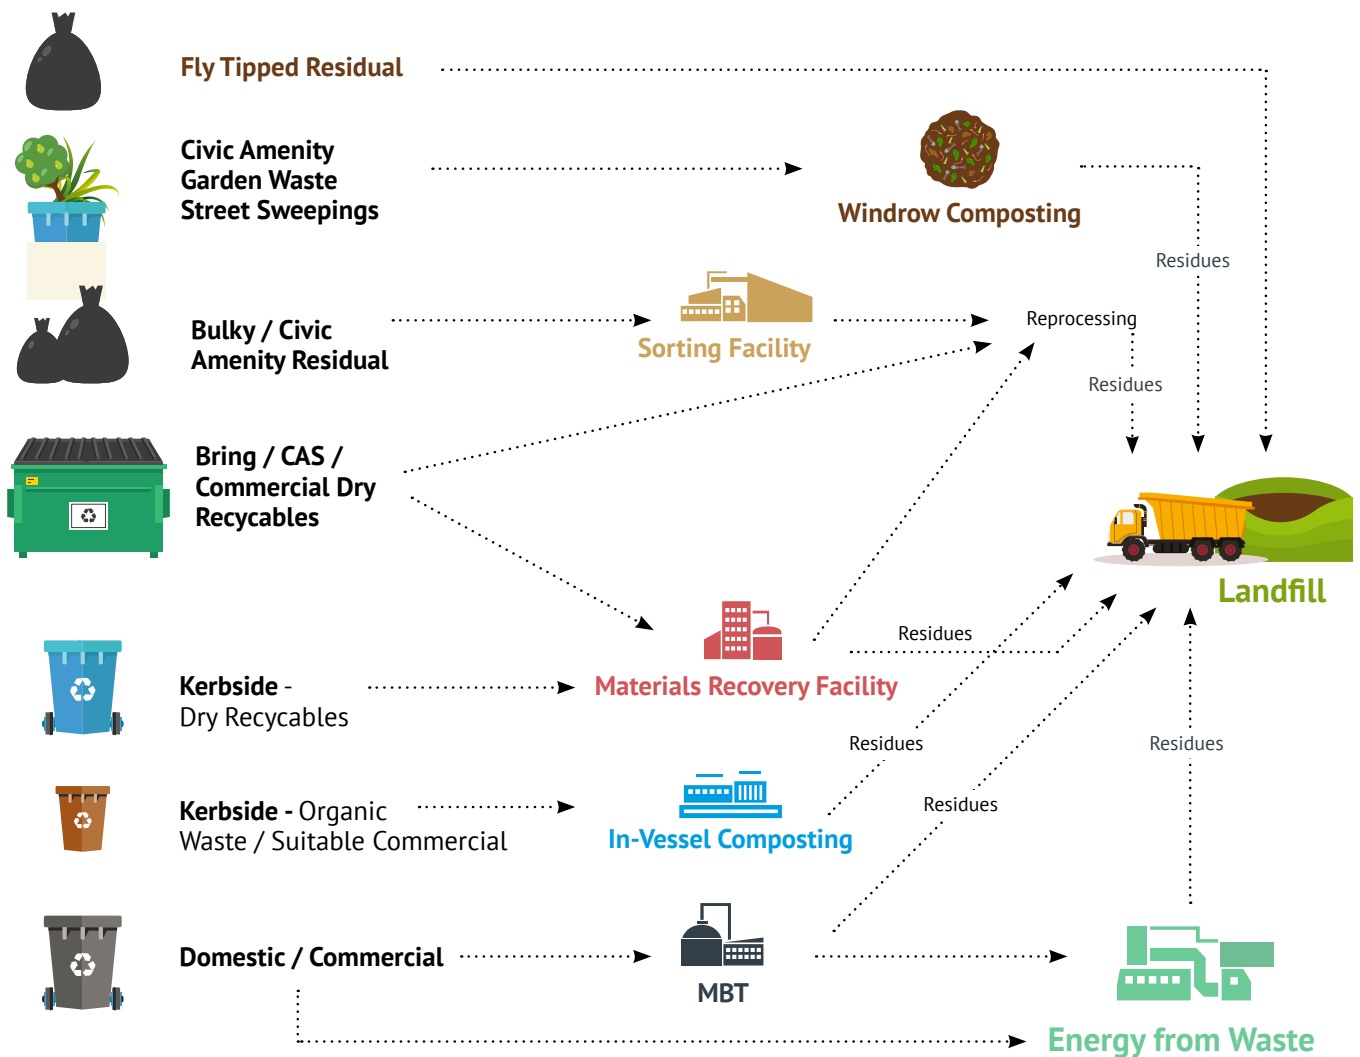 Fly Tipped Residual
Civic Amenity
Garden Waste
Street Sweepings
Windrow Composting
Residues
Bulky / Civic
Amenity Residual
Sorting Facility
Reprocessing
Residues
Bring / CAS /
Commercial Dry
Recycables
Landfill
Residues
Materials Recovery Facility
Kerbside -
Dry Recycables
Residues
Residues
Kerbside - Organic
Waste / Suitable Commercial
In-Vessel Composting
Residues
Domestic / Commercial
MBT
Energy from Waste